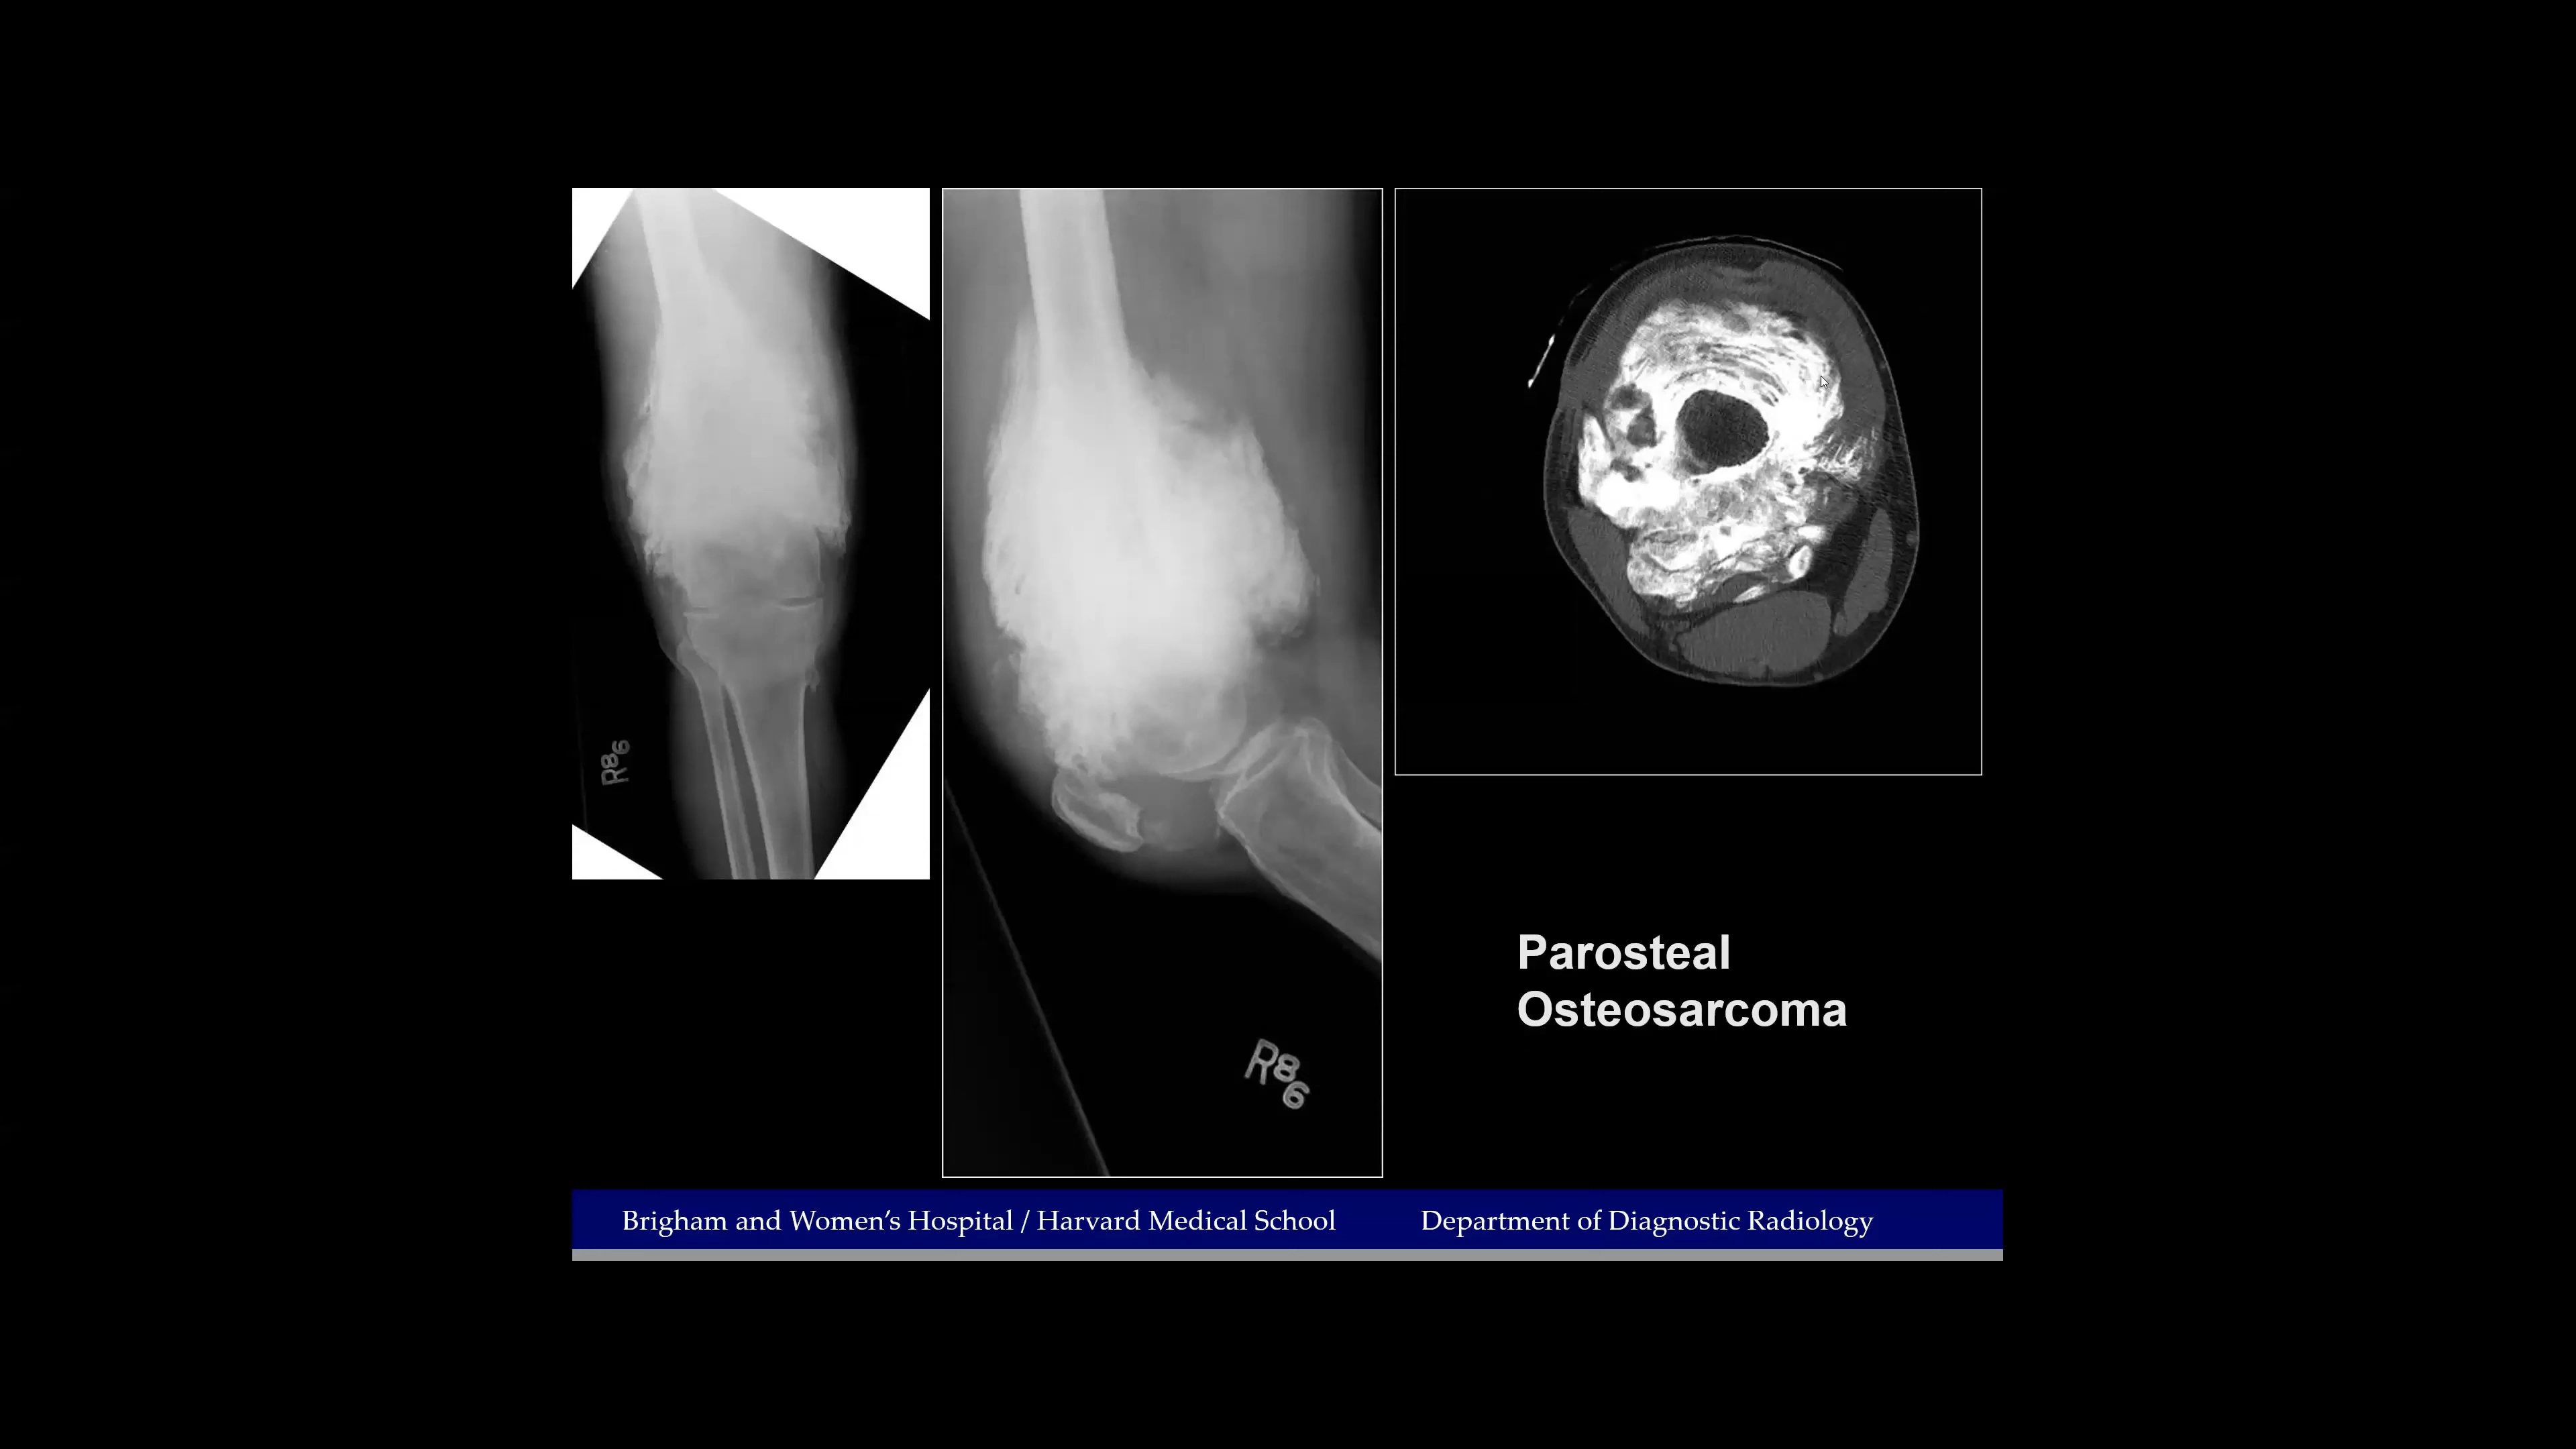 R86
R86
Parosteal
Osteosarcoma
Brigham and Women's Hospital / Harvard Medical School Department of Diagnostic Radiology